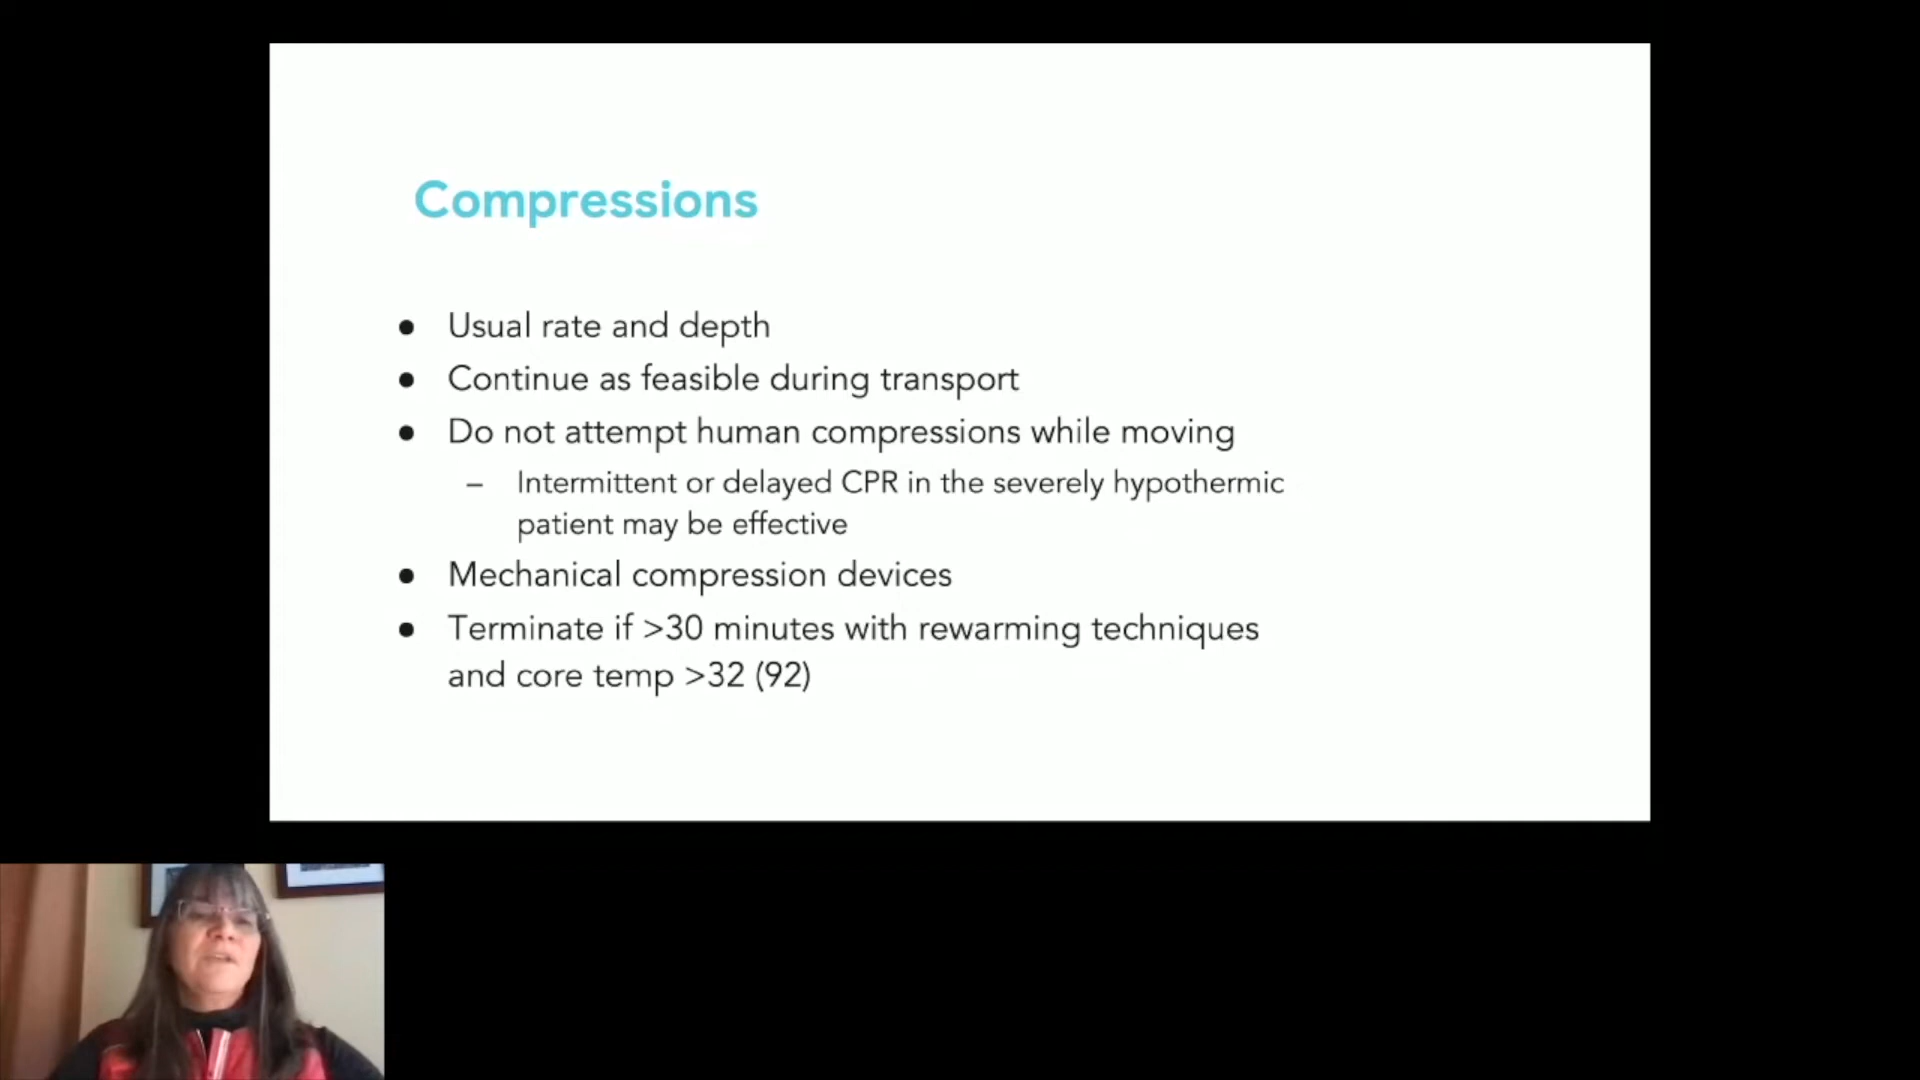 Compressions
● Usual rate and depth
● Continue as feasible during transport
● Do not attempt human compressions while moving
– Intermittent or delayed CPR in the severely hypothermic
patient may be effective
● Mechanical compression devices
● Terminate if >30 minutes with rewarming techniques
and core temp >32 (92)